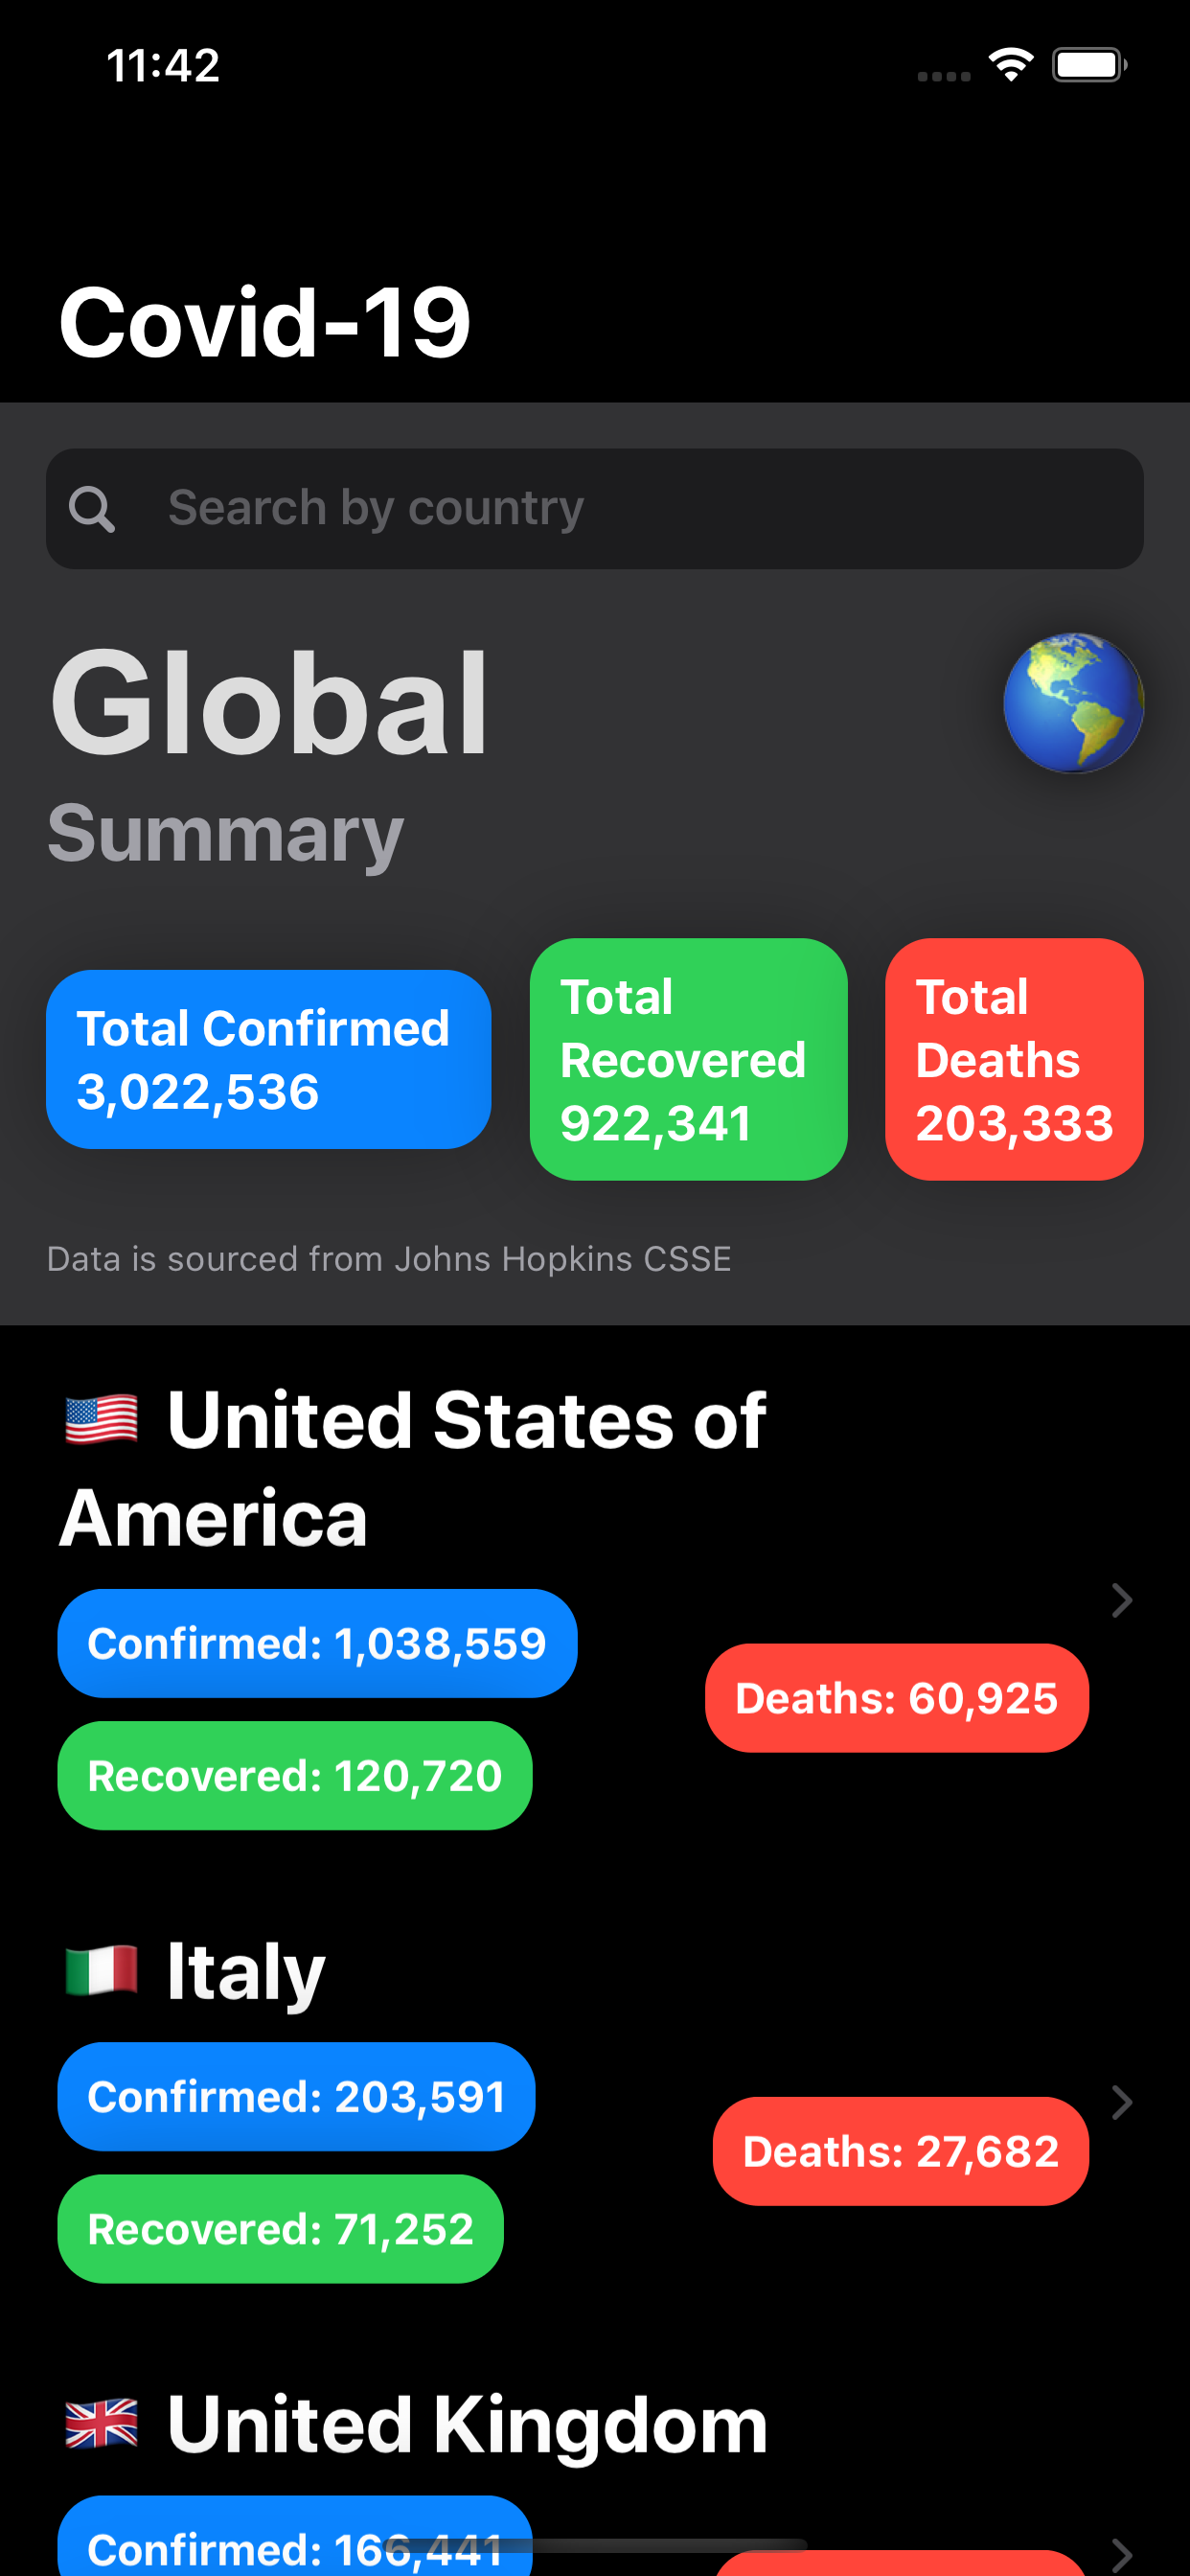 11:42
Covid-19
Search by country
Global
Summary
Total Confirmed
3,022,536
Total
Recovered
922,341
Total
Deaths
203,333
Data is sourced from Johns Hopkins CSSE
United States of
America
Confirmed: 1,038,559
Deaths: 60,925
Recovered: 120,720
Italy
Confirmed: 203,591
Deaths: 27,682
Recovered: 71,252
United Kingdom
Confirmed: 166,441